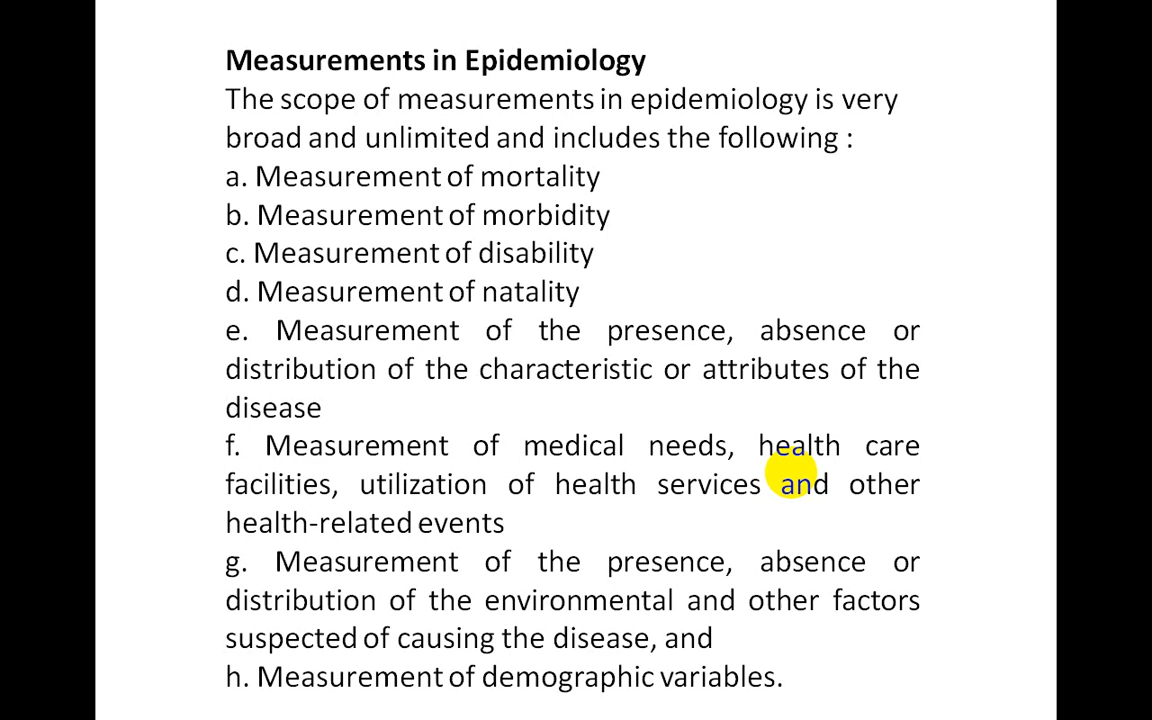 Measurements in Epidemiology
The scope of measurements in epidemiology is very
broad and unlimited and includes the following :
a. Measurement of mortality
b. Measurement of morbidity
c. Measurement of disability
d. Measurement of natality
e. Measurement of the presence, absence or
distribution of the characteristic or attributes of the
disease
f. Measurement of medical needs, health care
facilities, utilization of health services and other
health-related events
g. Measurement of the presence, absence or
distribution of the environmental and other factors
suspected of causing the disease, and
h. Measurement of demographic variables.